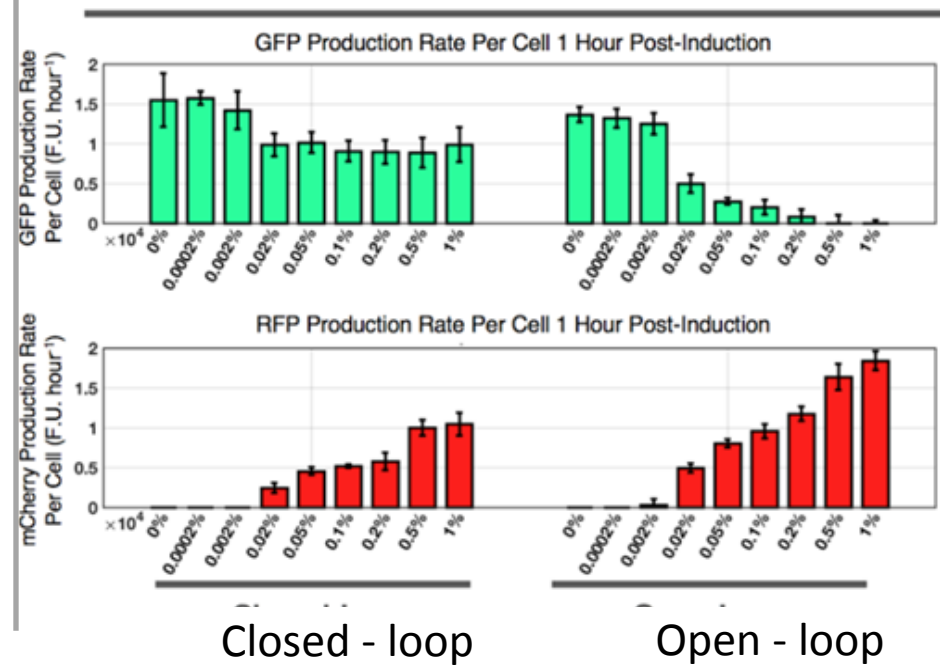 GFP Production Rate Per Cell 1 Hour Post-Induction
GFP Production Rate
Per Cell (F.U. hour⁻¹)
2
1.5
1
0.5
0
×10⁴
0% 0.0002% 0.002% 0.02% 0.05% 0.1% 0.2% 0.5% 1%
0% 0.0002% 0.002% 0.02% 0.05% 0.1% 0.2% 0.5% 1%
RFP Production Rate Per Cell 1 Hour Post-Induction
mCherry Production Rate
Per Cell (F.U. hour⁻¹)
2
1.5
1
0.5
0
×10⁴
0% 0.0002% 0.002% 0.02% 0.05% 0.1% 0.2% 0.5% 1%
0% 0.0002% 0.002% 0.02% 0.05% 0.1% 0.2% 0.5% 1%
Closed - loop
Open - loop